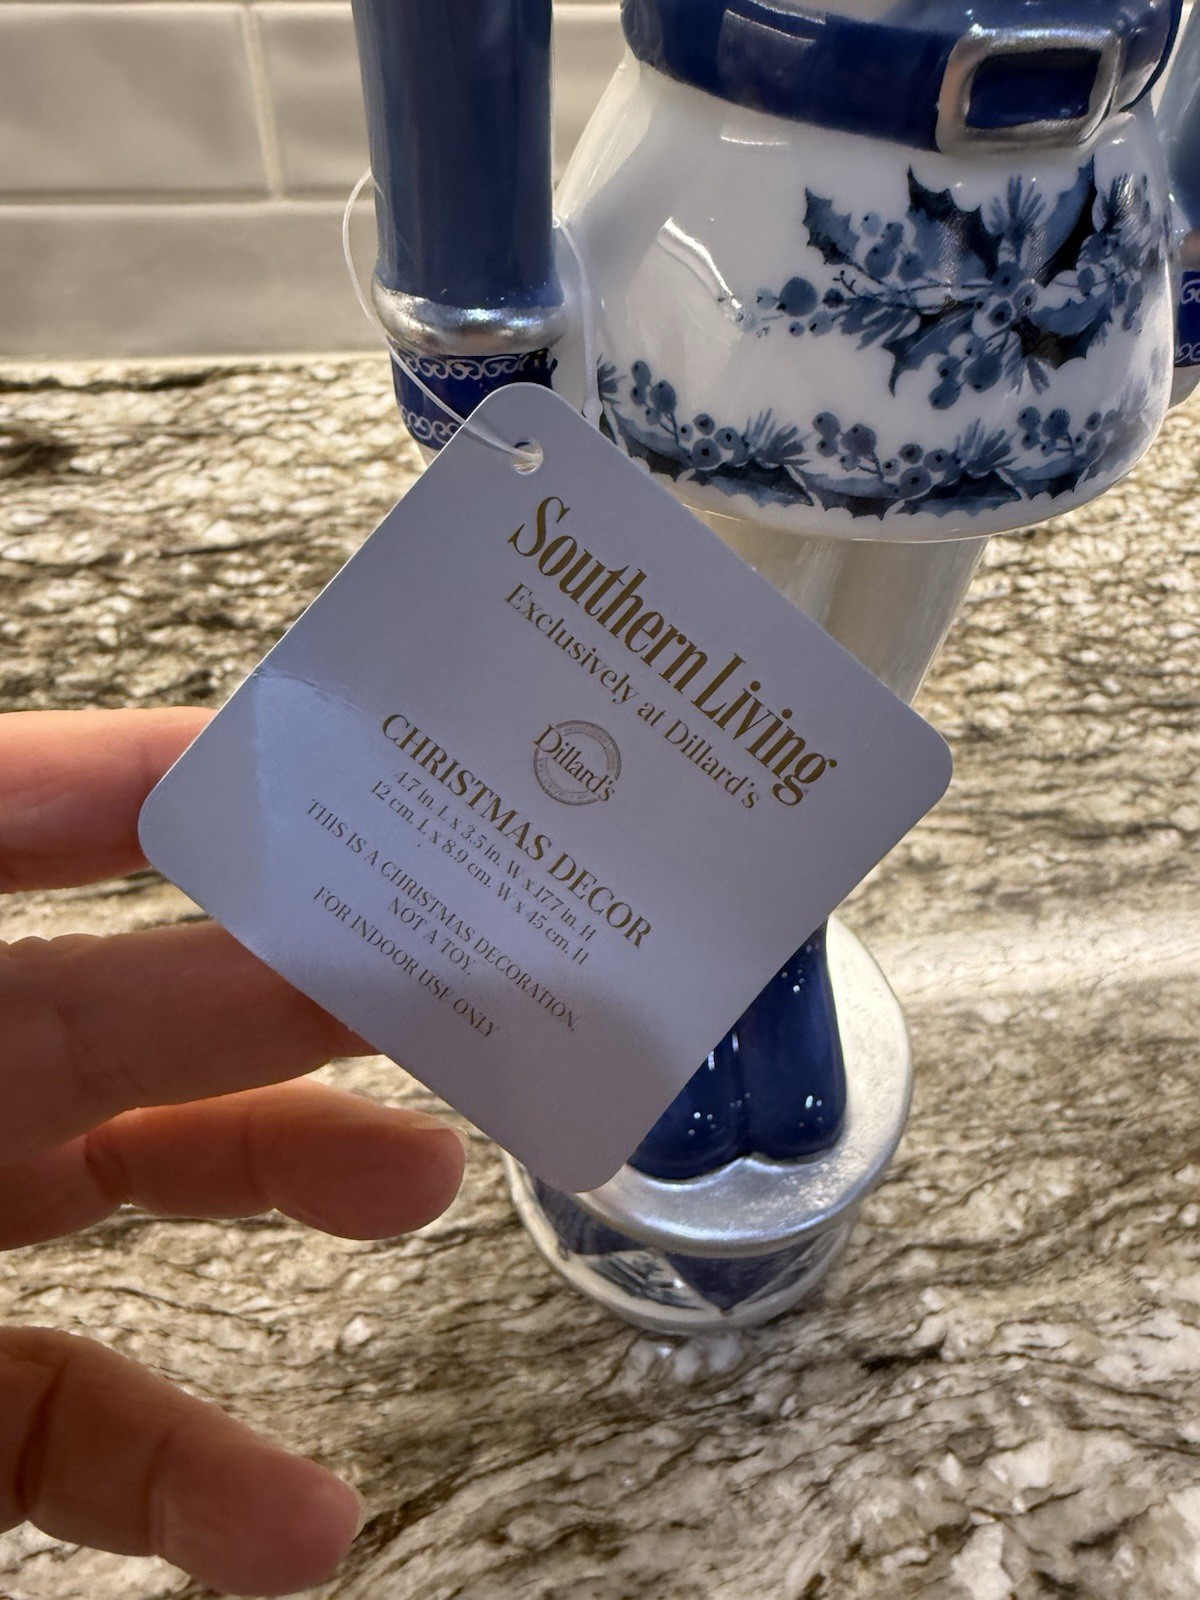 Southern Living
Exclusively at Dillard's
Dillard's
CHRISTMAS DECOR
4.7 in. L x 3.5 in. W x 17.7 in. H
12 cm. L x 8.9 cm. W x 45 cm. H
THIS IS A CHRISTMAS DECORATION.
NOT A TOY.
FOR INDOOR USE ONLY